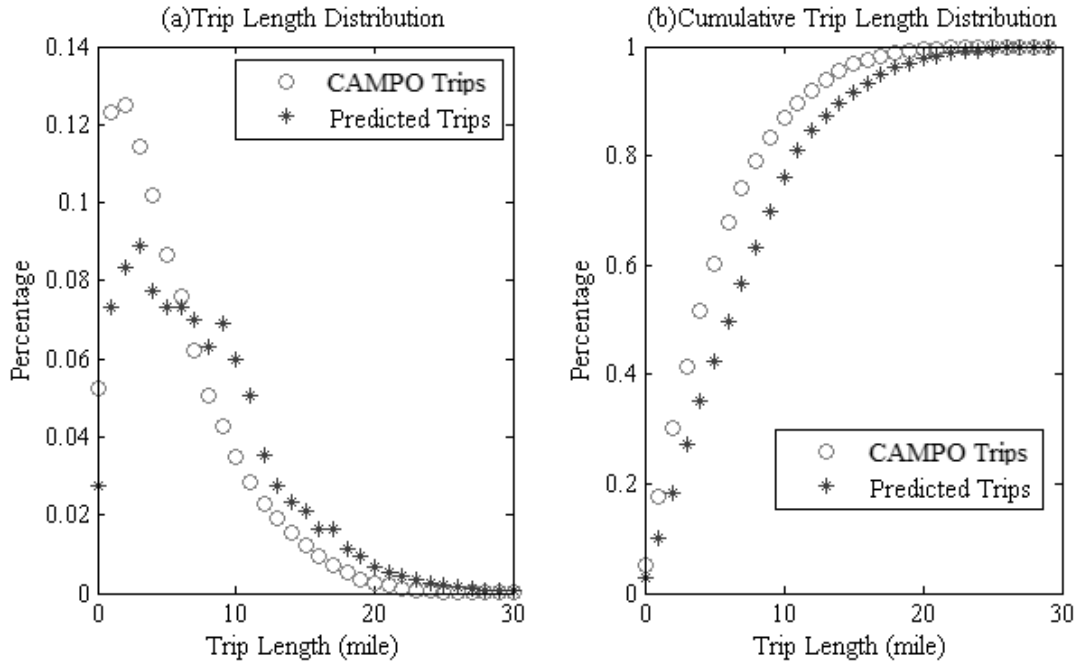 (a)Trip Length Distribution
0.14
0.12
0.1
0.08
0.06
0.04
0.02
0
Percentage
CAMPO Trips
Predicted Trips
0
10
20
30
Trip Length (mile)
(b)Cumulative Trip Length Distribution
1
0.8
0.6
0.4
0.2
0
Percentage
CAMPO Trips
Predicted Trips
0
10
20
30
Trip Length (mile)